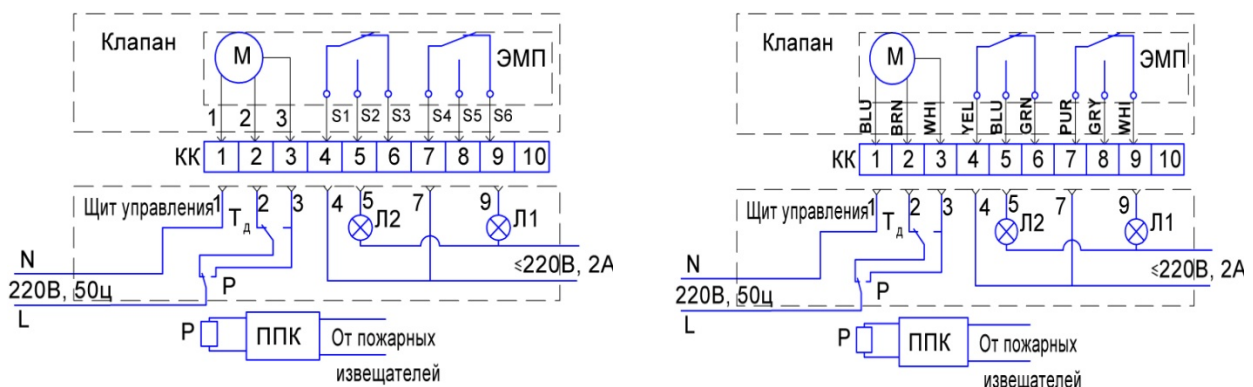 Клапан
М
ЭМП
1 2 3 S1 S2 S3 S4 S5 S6
КК 1 2 3 4 5 6 7 8 9 10
Щит управления 1 2 3 4 5 7 9
Тд
Л2 Л1
N
220В, 50ц
Р
≤220В, 2А
L
Р ППК От пожарных
извещателей
Клапан
М
ЭМП
BLU BRN WHI YEL BLU GRN PUR GRY WHI
КК 1 2 3 4 5 6 7 8 9 10
Щит управления 1 2 3 4 5 7 9
Тд
Л2 Л1
N
220В, 50ц
Р
≤220В, 2А
L
Р ППК От пожарных
извещателей